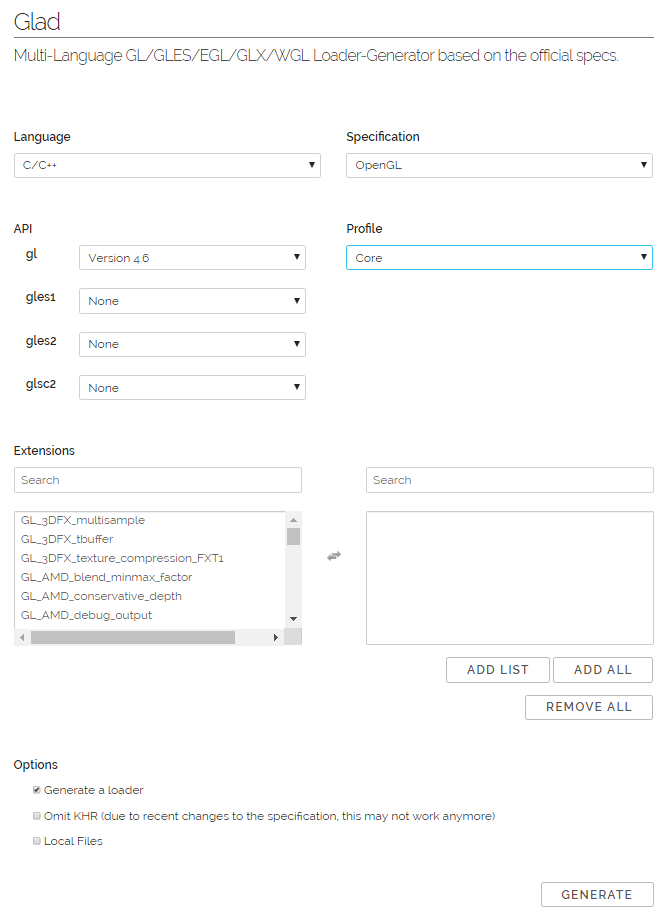 Glad
Multi-Language GL/GLES/EGL/GLX/WGL Loader-Generator based on the official specs.
Language
Specification
C/C++
OpenGL
API
Profile
gl
Version 4.6
Core
gles1
None
gles2
None
glsc2
None
Extensions
Search
Search
GL_3DFX_multisample
GL_3DFX_tbuffer
GL_3DFX_texture_compression_FXT1
GL_AMD_blend_minmax_factor
GL_AMD_conservative_depth
GL_AMD_debug_output
ADD LIST
ADD ALL
REMOVE ALL
Options
Generate a loader
Omit KHR (due to recent changes to the specification, this may not work anymore)
Local Files
GENERATE